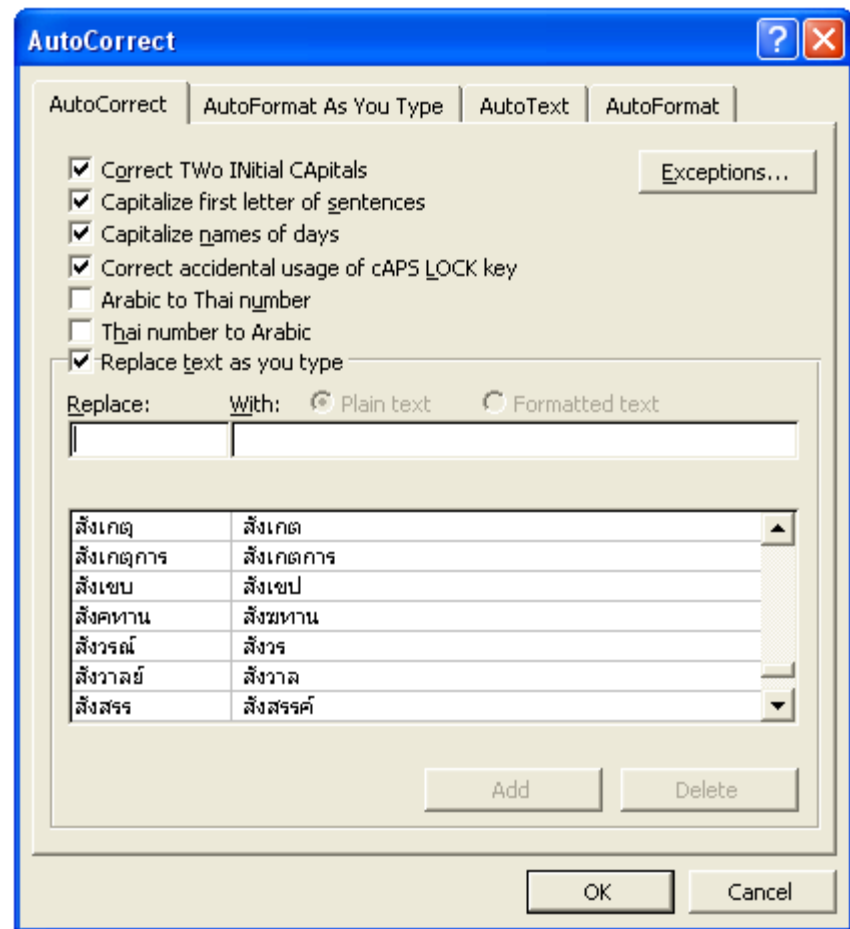 AutoCorrect
AutoCorrect AutoFormat As You Type AutoText AutoFormat
Correct TWo INitial CApitals Exceptions...
Capitalize first letter of sentences
Capitalize names of days
Correct accidental usage of cAPS LOCK key
Arabic to Thai number
Thai number to Arabic
Replace text as you type
Replace: With: Plain text Formatted text
สังเกตุ สังเกต
สังเกตุการ สังเกตการ
สังเขบ สังเขป
สังคทาน สังฆทาน
สังวรณ์ สังวร
สังวาลย์ สังวาล
สังสรร สังสรรค์
Add Delete
OK Cancel